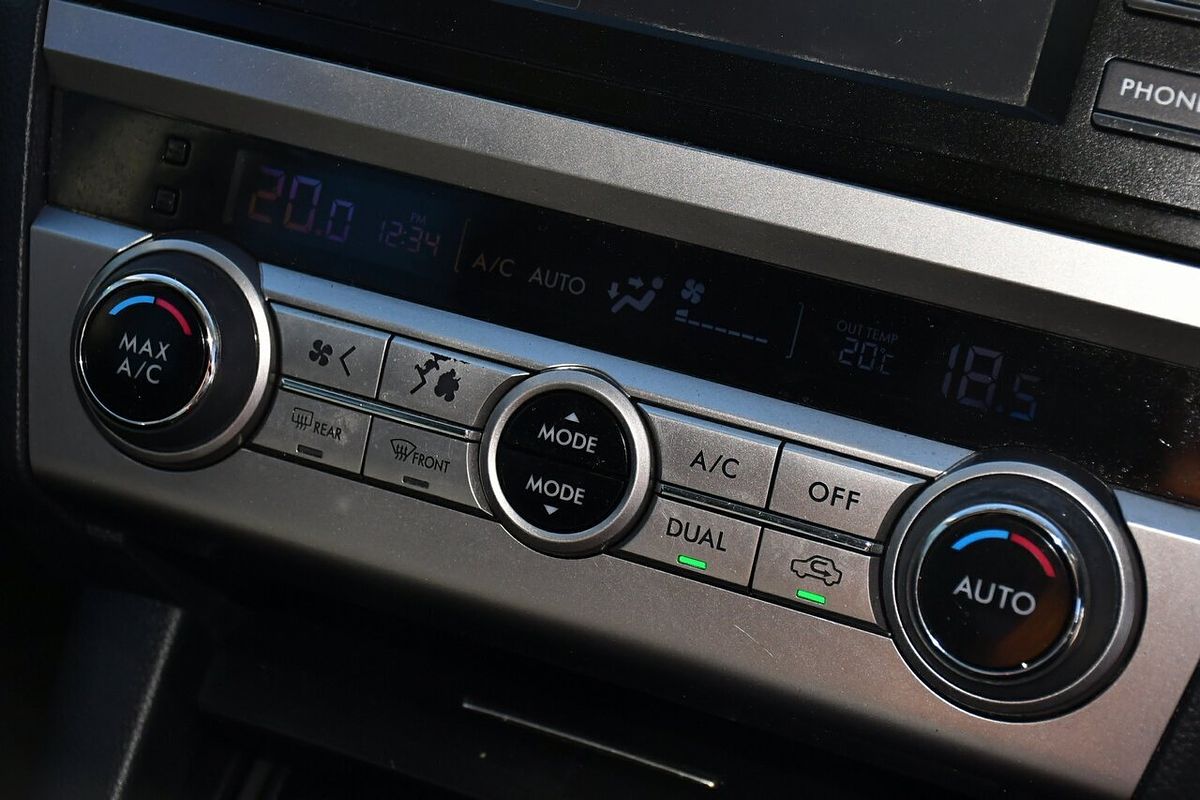 PHONE
20.0
PM
12:34
A/C AUTO
OUT TEMP
20°C
18.5
MAX
A/C
REAR
FRONT
MODE
MODE
A/C
OFF
DUAL
AUTO